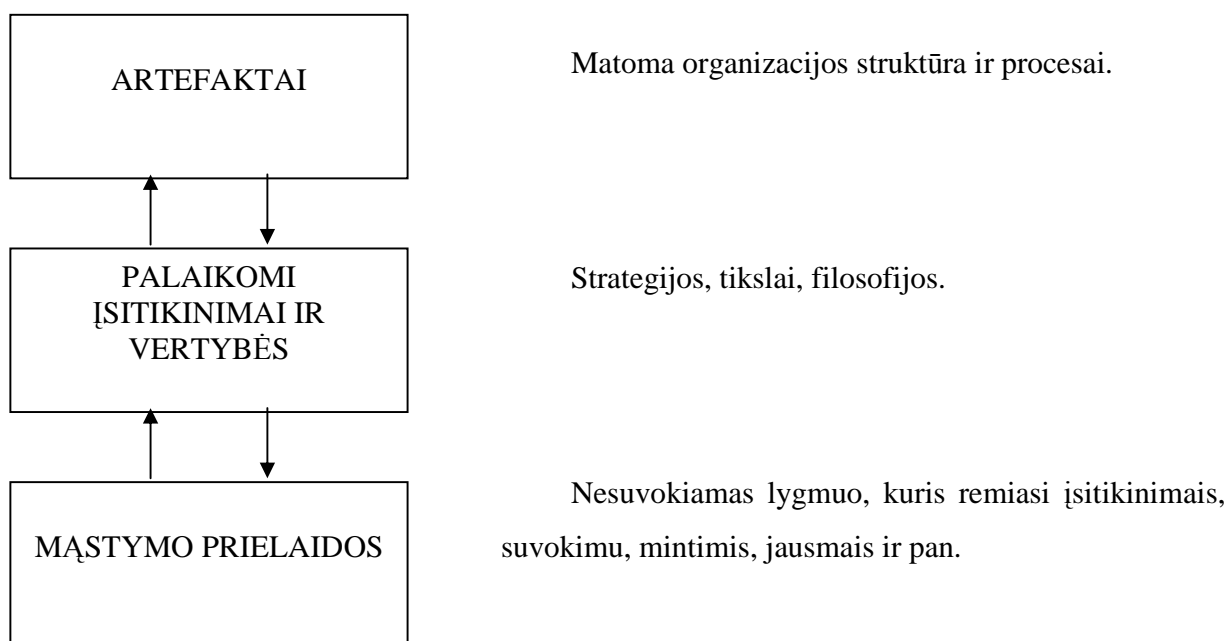 ARTEFAKTAI
Matoma organizacijos struktūra ir procesai.
PALAIKOMI
ĮSITIKINIMAI IR
VERTYBĖS
Strategijos, tikslai, filosofijos.
MĄSTYMO PRIELAIDOS
Nesuvokiamas lygmuo, kuris remiasi įsitikinimais,
suvokimu, mintimis, jausmais ir pan.